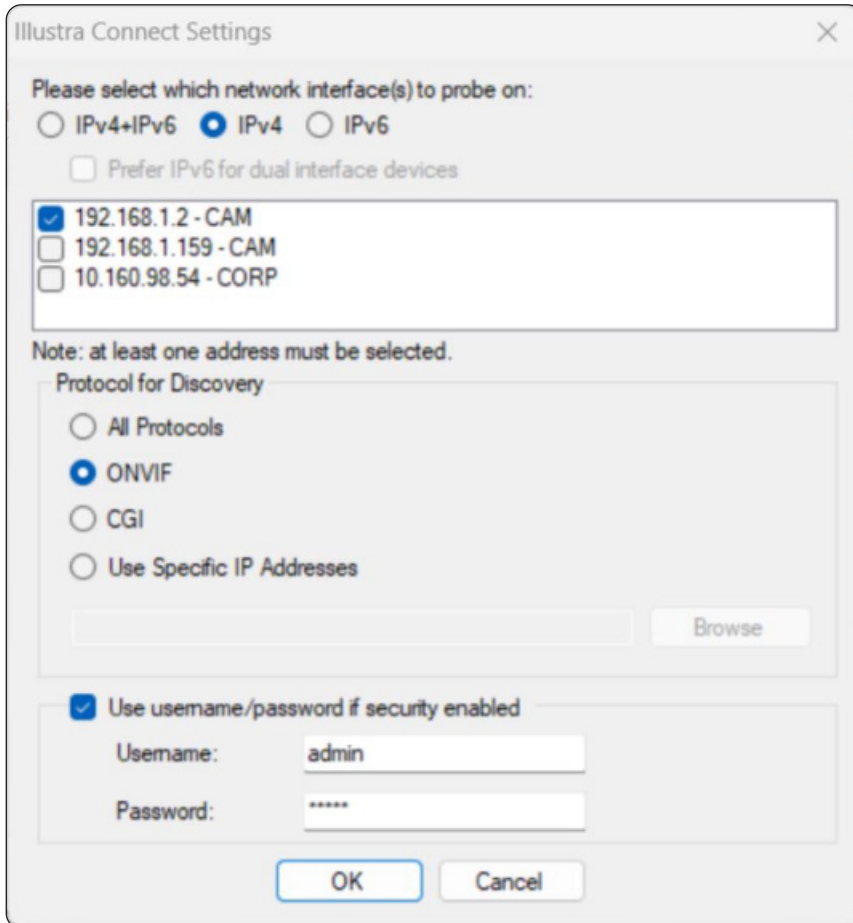 Illustra Connect Settings
Please select which network interface(s) to probe on:
IPv4+IPv6 IPv4 IPv6
Prefer IPv6 for dual interface devices
192.168.1.2 - CAM
192.168.1.159 - CAM
10.160.98.54 - CORP
Note: at least one address must be selected.
Protocol for Discovery
All Protocols
ONVIF
CGI
Use Specific IP Addresses
Browse
Use username/password if security enabled
Username: admin
Password: *****
OK Cancel